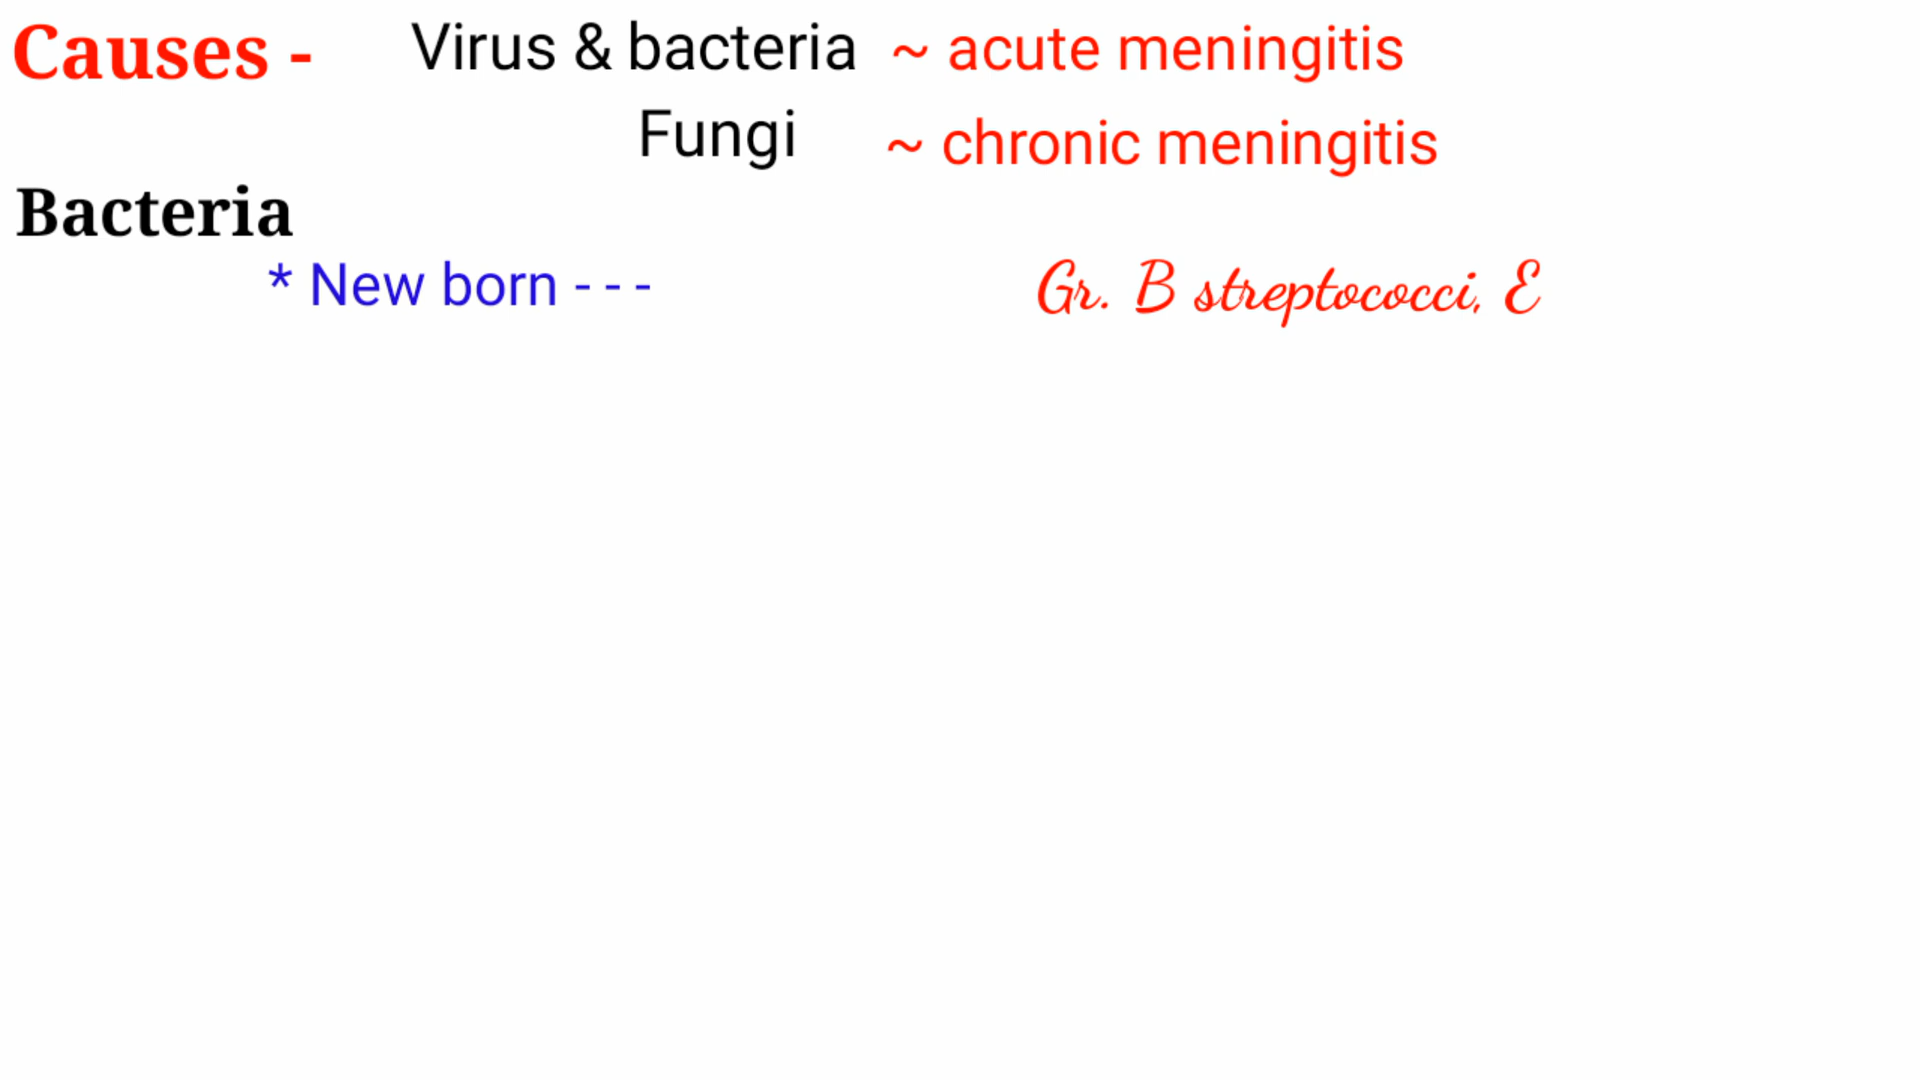 Causes - Virus & bacteria ~ acute meningitis
Fungi ~ chronic meningitis
Bacteria
* New born - - - Gr. B streptococci, E